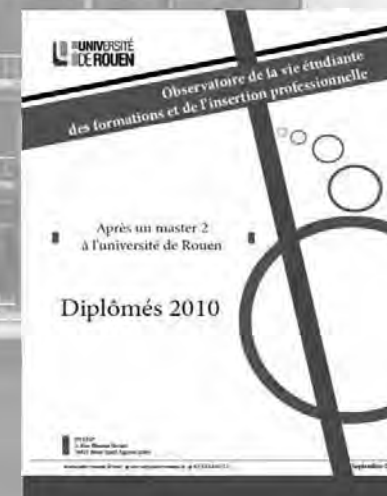 UNIVERSITÉ
DE ROUEN
Observatoire de la vie étudiante
des formations et de l'insertion professionnelle
Après un master 2
à l'université de Rouen
Diplômés 2010
Septembre